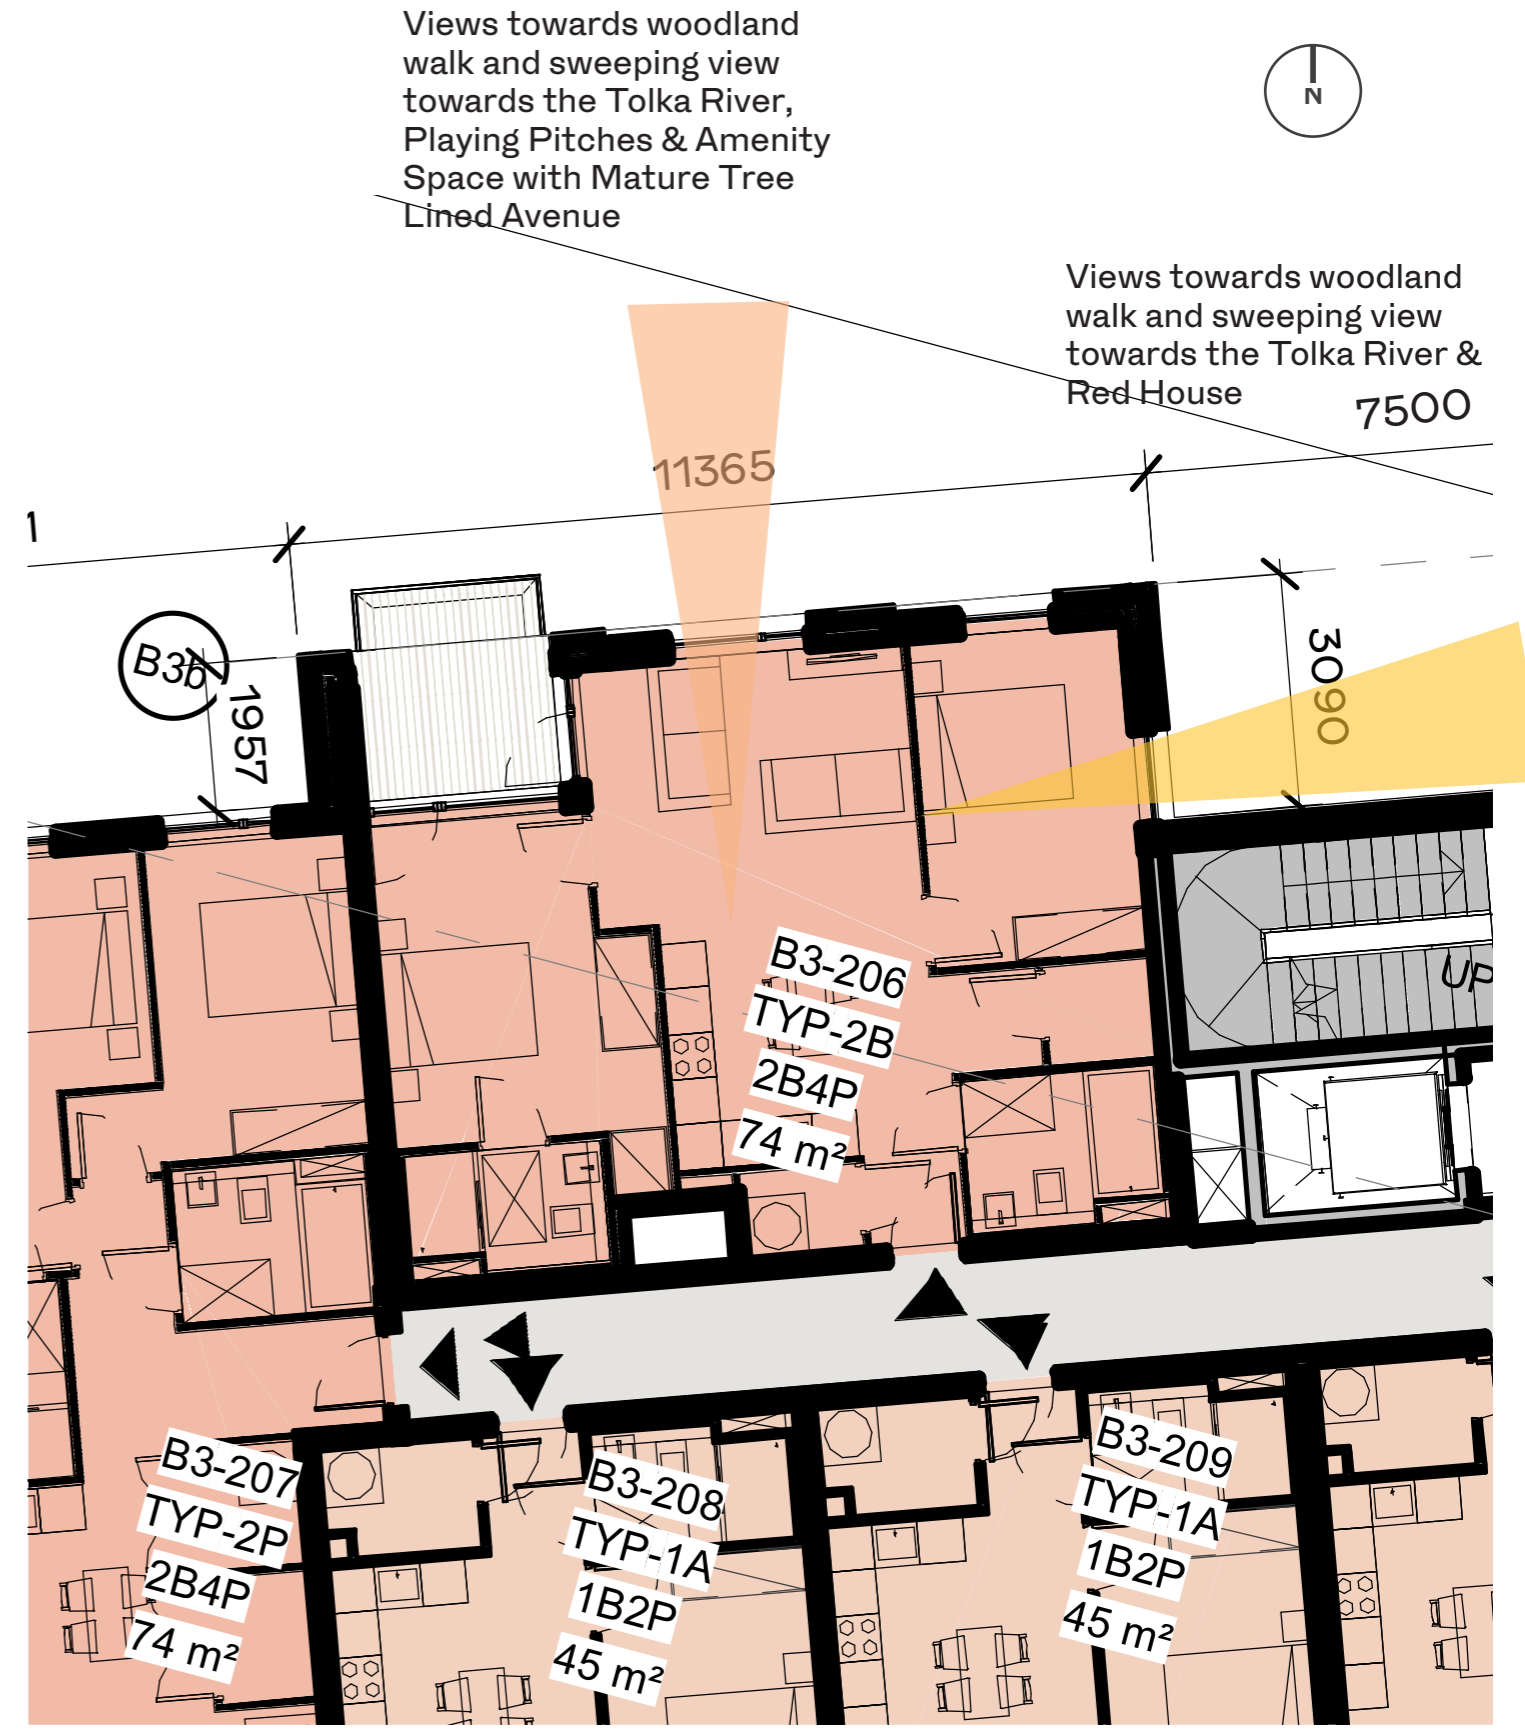 Views towards woodland
walk and sweeping view
towards the Tolka River,
Playing Pitches & Amenity
Space with Mature Tree
Lined Avenue
N
Views towards woodland
walk and sweeping view
towards the Tolka River &
Red House
7500
11365
1
B3b
1957
3090
UP
B3-206
TYP-2B
2B4P
74 m²
B3-207
TYP-2P
2B4P
74 m²
B3-208
TYP-1A
1B2P
45 m²
B3-209
TYP-1A
1B2P
45 m²